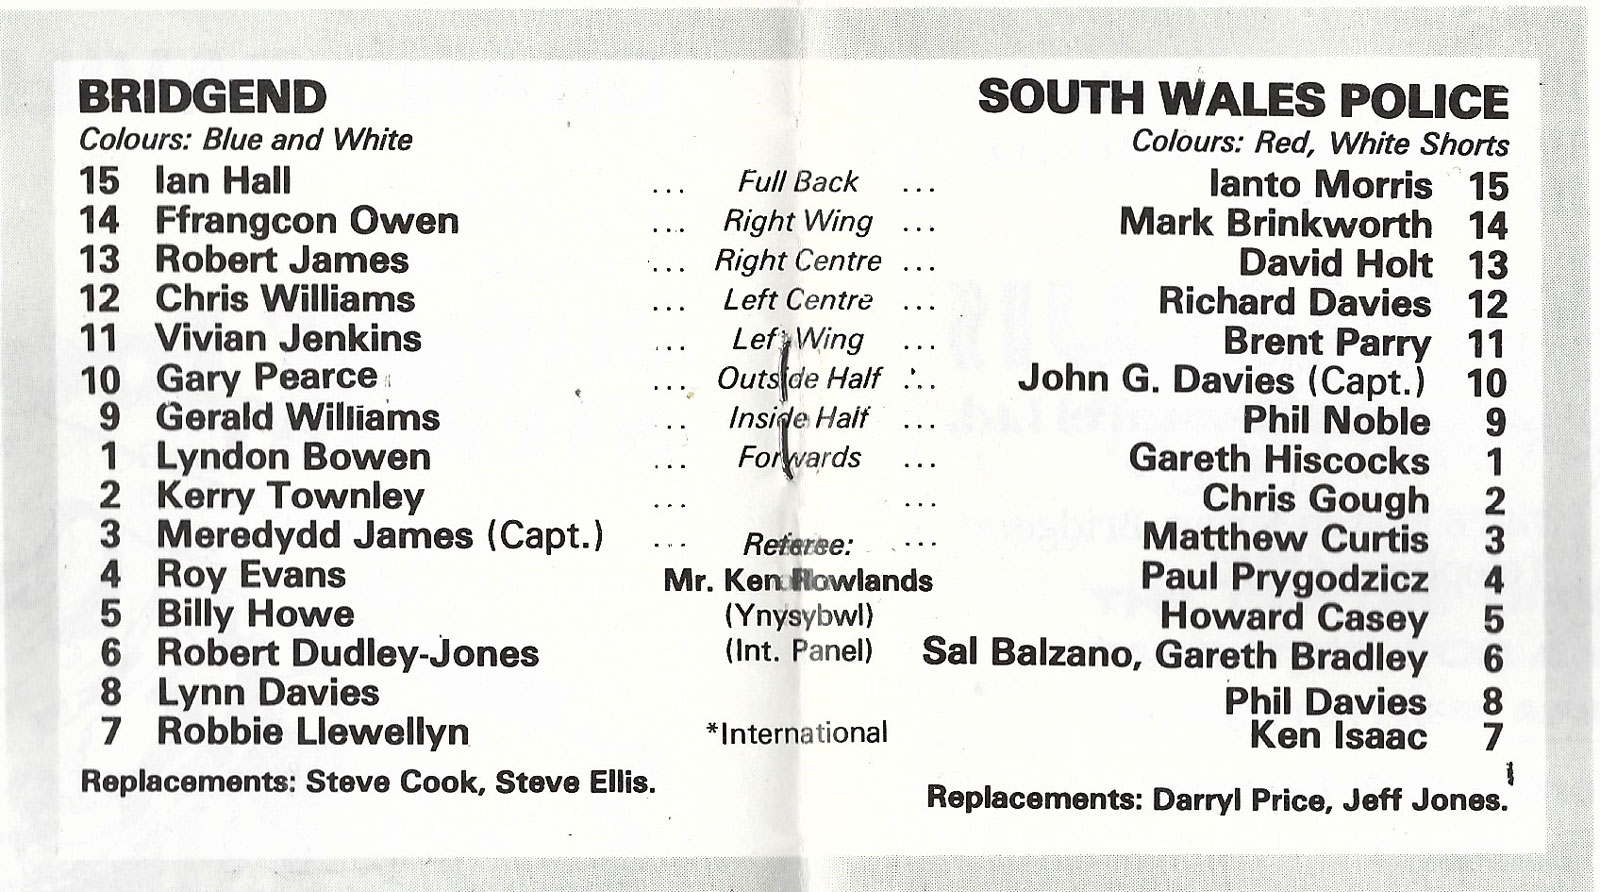 BRIDGEND SOUTH WALES POLICE
Colours: Blue and White Colours: Red, White Shorts
15 Ian Hall ... Full Back ... Ianto Morris 15
14 Ffrangcon Owen ... Right Wing ... Mark Brinkworth 14
13 Robert James ... Right Centre ... David Holt 13
12 Chris Williams ... Left Centre ... Richard Davies 12
11 Vivian Jenkins ... Left Wing ... Brent Parry 11
10 Gary Pearce ... Outside Half ... John G. Davies (Capt.) 10
9 Gerald Williams ... Inside Half ... Phil Noble 9
1 Lyndon Bowen ... Forwards ... Gareth Hiscocks 1
2 Kerry Townley ... ... Chris Gough 2
3 Meredydd James (Capt.) ... Referee: ... Matthew Curtis 3
4 Roy Evans Mr. Ken Rowlands Paul Prygodzicz 4
5 Billy Howe (Ynysybwl) Howard Casey 5
6 Robert Dudley-Jones (Int. Panel) Sal Balzano, Gareth Bradley 6
8 Lynn Davies Phil Davies 8
7 Robbie Llewellyn *International Ken Isaac 7
Replacements: Steve Cook, Steve Ellis. Replacements: Darryl Price, Jeff Jones.